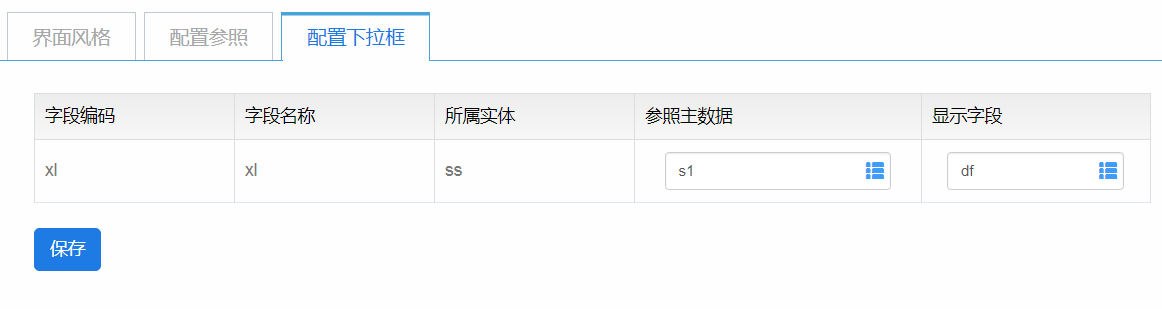 界面风格 配置参照 配置下拉框
字段编码 字段名称 所属实体 参照主数据 显示字段
xl xl ss s1 df
保存